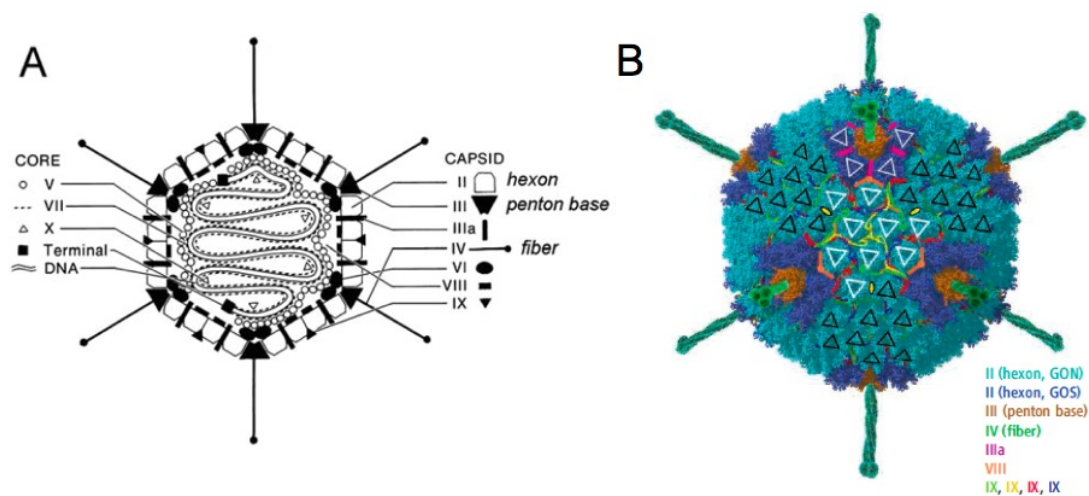 A
CORE
V
VII
X
Terminal
DNA
CAPSID
II hexon
III penton base
IIIa
IV fiber
VI
VIII
IX
B
II (hexon, GON)
II (hexon, GOS)
III (penton base)
IV (fiber)
IIIa
VIII
IX, IX, IX, IX